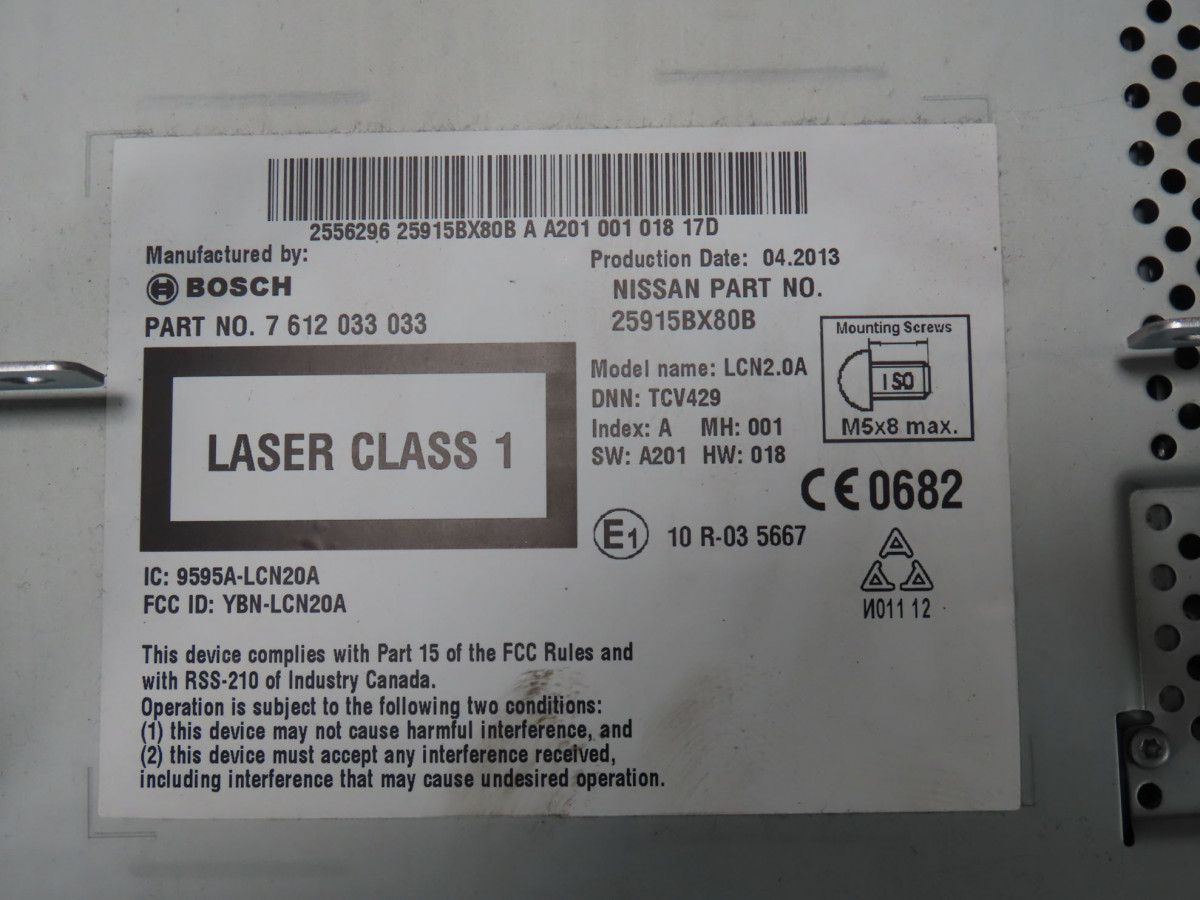 2556296 25915BX80B A A201 001 018 17D
Manufactured by:
BOSCH
PART NO. 7 612 033 033
Production Date: 04.2013
NISSAN PART NO.
25915BX80B
LASER CLASS 1
Model name: LCN2.0A
DNN: TCV429
Index: A MH: 001
SW: A201 HW: 018
Mounting Screws
ISO
M5x8 max.
CE 0682
E1 10 R-03 5667
A
A A
И011 12
IC: 9595A-LCN20A
FCC ID: YBN-LCN20A
This device complies with Part 15 of the FCC Rules and
with RSS-210 of Industry Canada.
Operation is subject to the following two conditions:
(1) this device may not cause harmful interference, and
(2) this device must accept any interference received,
including interference that may cause undesired operation.